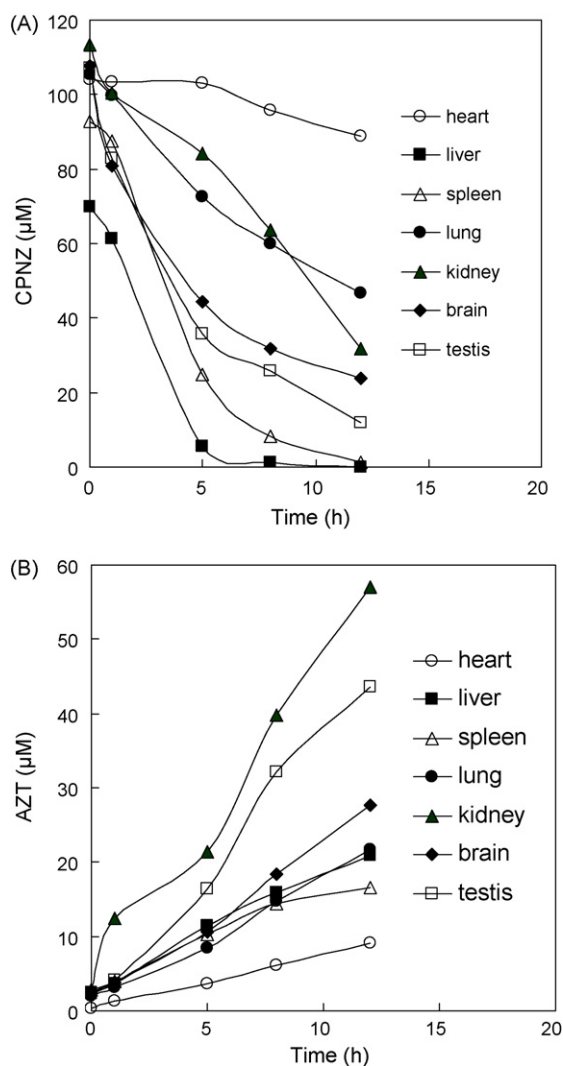 (A)
120
100
80
60
40
20
0
CPNZ (μM)
heart
liver
spleen
lung
kidney
brain
testis
0 5 10 15 20
Time (h)
(B)
60
50
40
30
20
10
0
AZT (μM)
heart
liver
spleen
lung
kidney
brain
testis
0 5 10 15 20
Time (h)